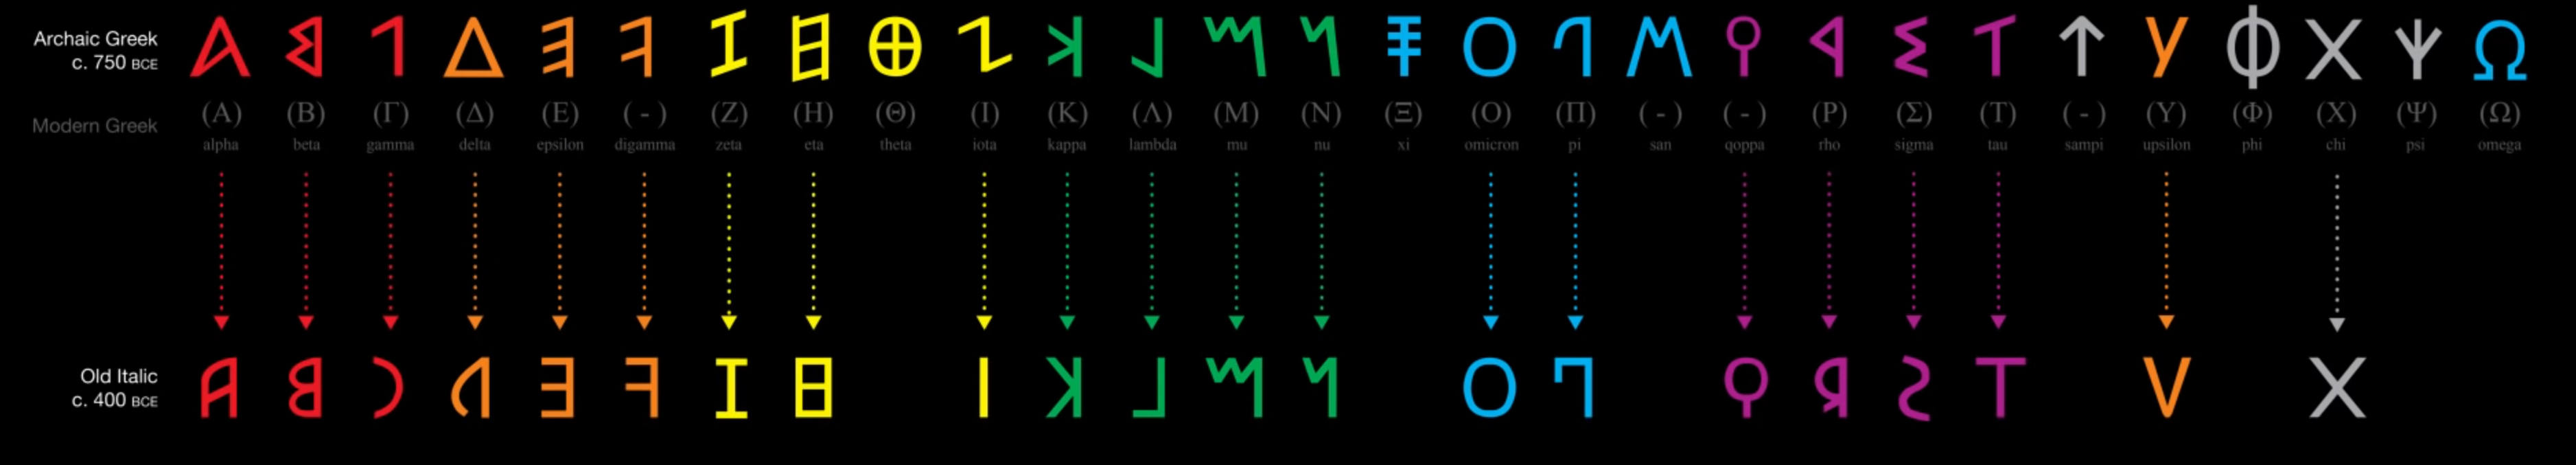 Archaic Greek
c. 750 BCE
Modern Greek
(Α) (Β) (Γ) (Δ) (Ε) ( - ) (Ζ) (Η) (Θ) (Ι) (Κ) (Λ) (Μ) (Ν) (Ξ) (Ο) (Π) ( - ) ( - ) (Ρ) (Σ) (Τ) ( - ) (Υ) (Φ) (Χ) (Ψ) (Ω)
alpha beta gamma delta epsilon digamma zeta eta theta iota kappa lambda mu nu xi omicron pi san qoppa rho sigma tau sampi upsilon phi chi psi omega
Old Italic
c. 400 BCE